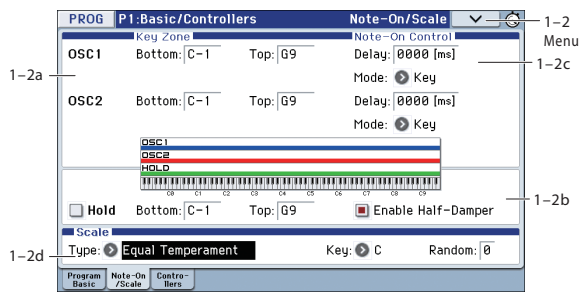 PROG P1:Basic/Controllers Note-On/Scale
1-2
Menu
Key Zone Note-On Control
1-2a
1-2c
OSC1 Bottom: C-1 Top: G9 Delay: 0000 [ms]
Mode: Key
OSC2 Bottom: C-1 Top: G9 Delay: 0000 [ms]
Mode: Key
OSC1
OSC2
HOLD
C0 C1 C2 C3 C4 C5 C6 C7 C8 C9
1-2b
Hold Bottom: C-1 Top: G9 Enable Half-Damper
Scale
1-2d
Type: Equal Temperament Key: C Random: 0
Program Basic Note-On /Scale Contro- llers